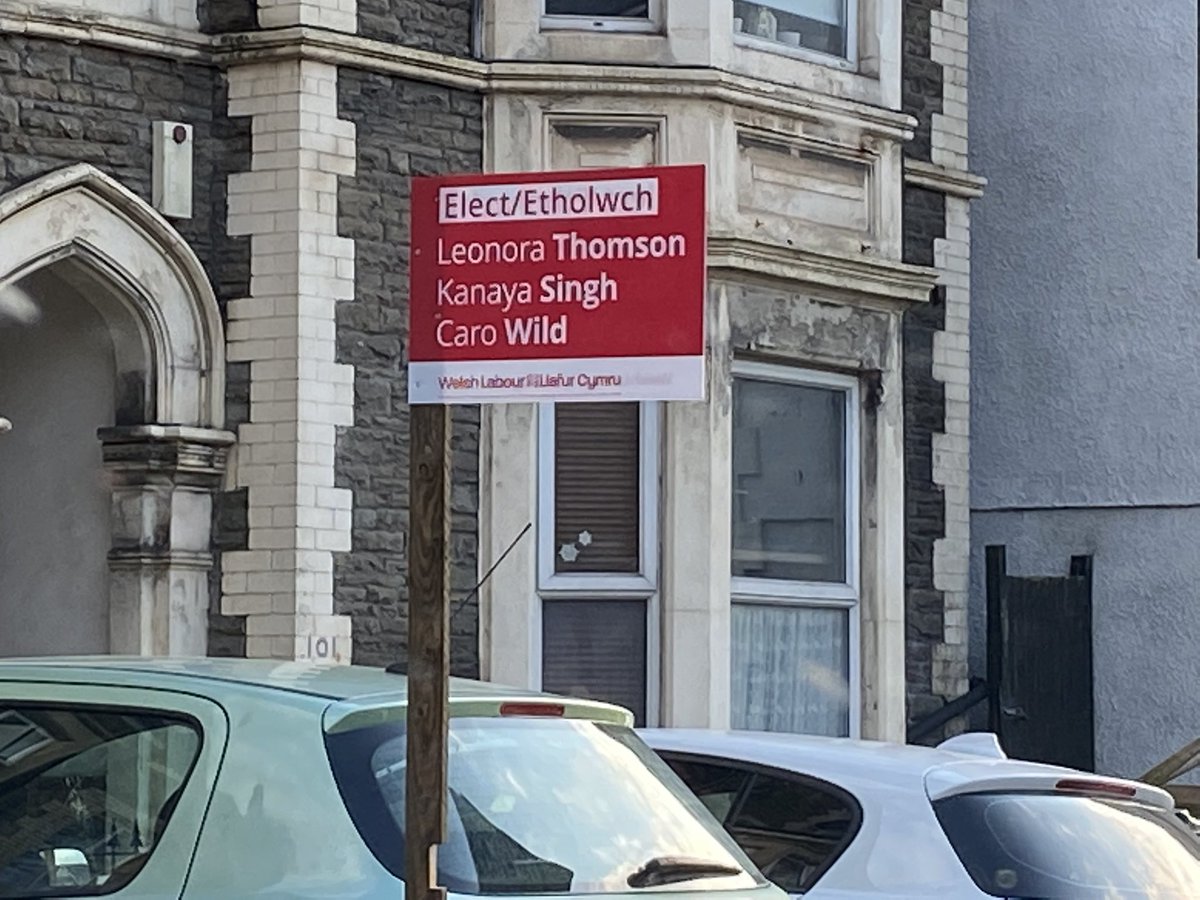 Elect/Etholwch
Leonora Thomson
Kanaya Singh
Caro Wild
Welsh Labour Llafur Cymru
101